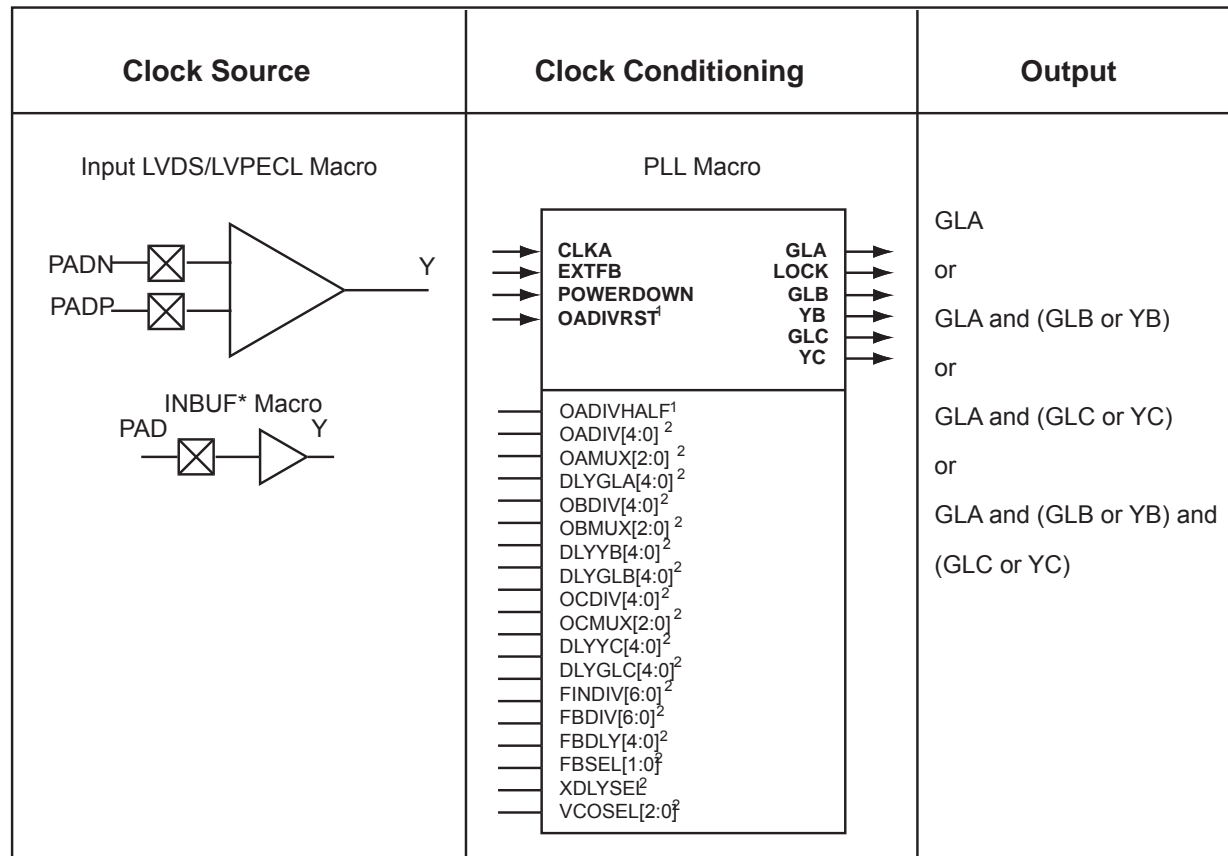 Clock Source
Clock Conditioning
Output
Input LVDS/LVPECL Macro
PADN
PADP
Y
INBUF* Macro
PAD
Y
PLL Macro
CLKA
EXTFB
POWERDOWN
OADIVRST1
GLA
LOCK
GLB
YB
GLC
YC
OADIVHALF1
OADIV[4:0] 2
OAMUX[2:0] 2
DLYGLA[4:0] 2
OBDIV[4:0] 2
OBMUX[2:0] 2
DLYYB[4:0] 2
DLYGLB[4:0] 2
OCDIV[4:0] 2
OCMUX[2:0] 2
DLYYC[4:0] 2
DLYGLC[4:0] 2
FINDIV[6:0] 2
FBDIV[6:0] 2
FBDLY[4:0] 2
FBSEL[1:0] 2
XDLYSEL2
VCOSEL[2:0] 2
GLA
or
GLA and (GLB or YB)
or
GLA and (GLC or YC)
or
GLA and (GLB or YB) and
(GLC or YC)